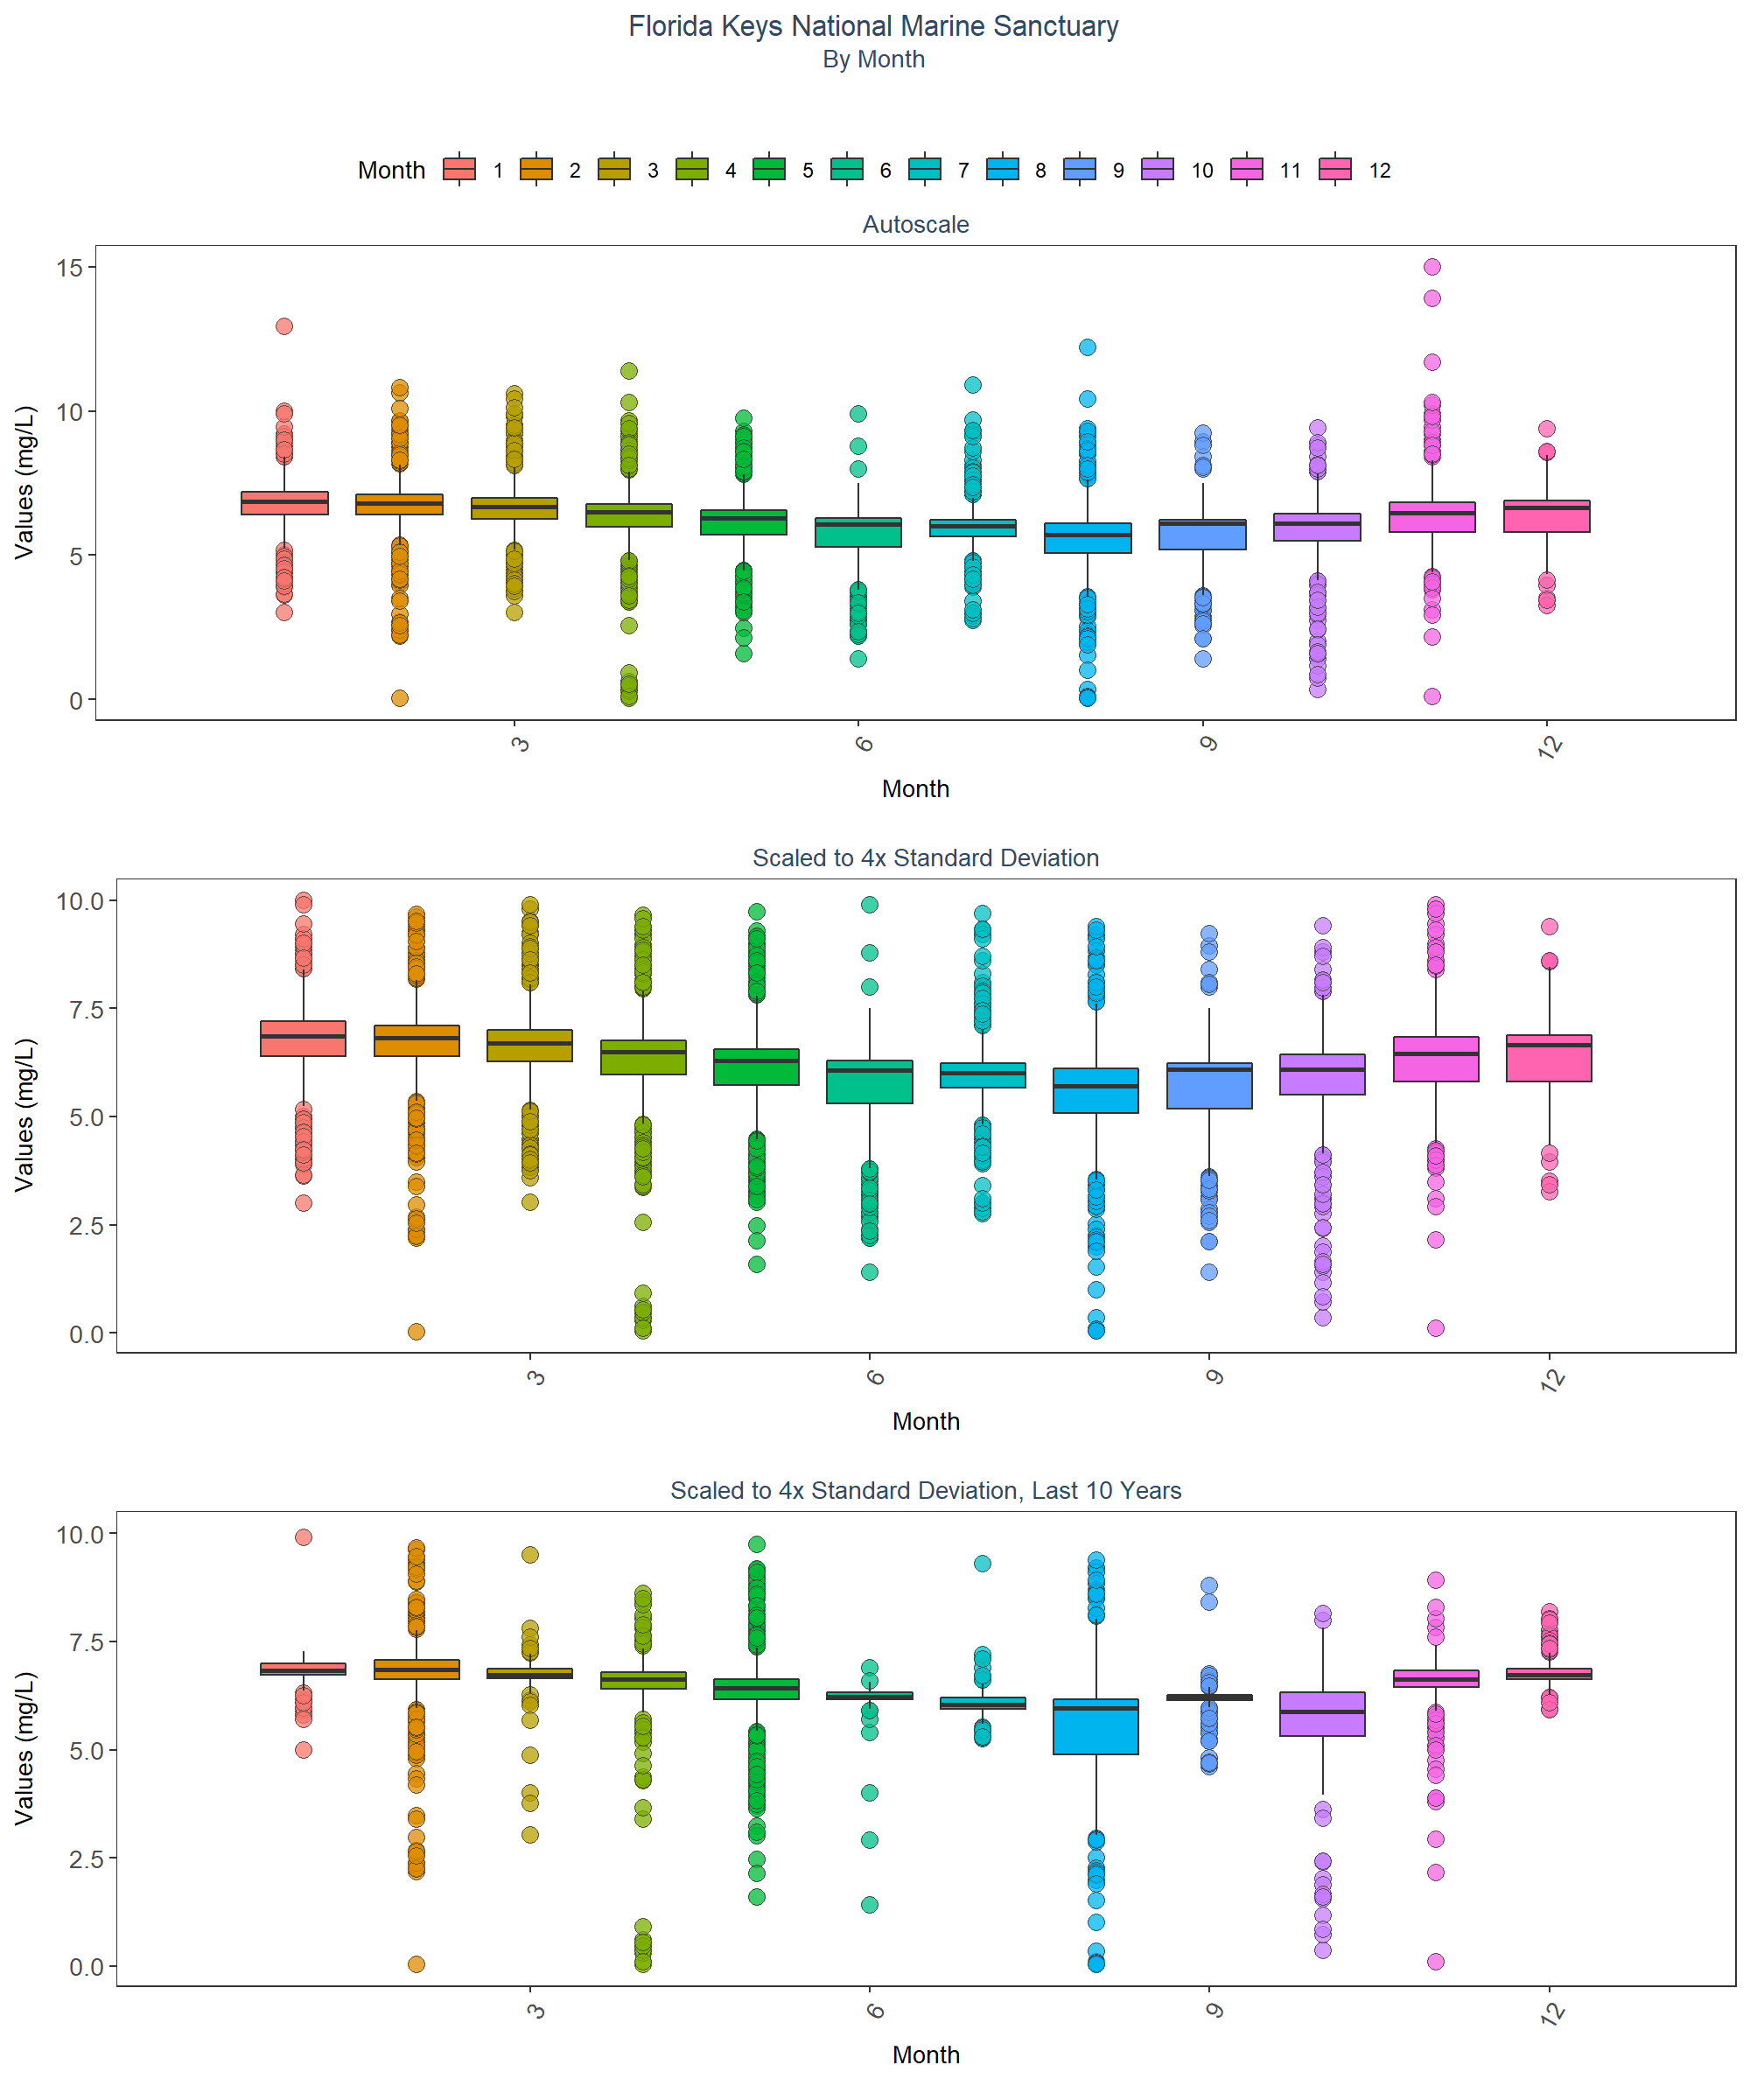 Florida Keys National Marine Sanctuary
By Month
Month 1 2 3 4 5 6 7 8 9 10 11 12
Autoscale
Values (mg/L)
15
10
5
0
3 6 9 12
Month
Scaled to 4x Standard Deviation
Values (mg/L)
10.0
7.5
5.0
2.5
0.0
3 6 9 12
Month
Scaled to 4x Standard Deviation, Last 10 Years
Values (mg/L)
10.0
7.5
5.0
2.5
0.0
3 6 9 12
Month